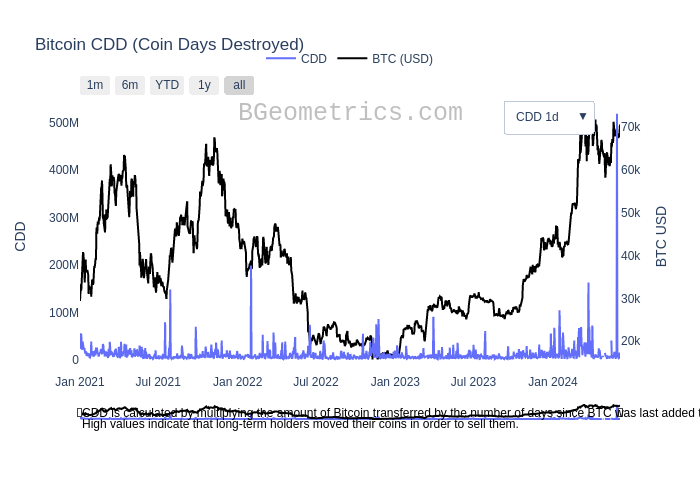 Bitcoin CDD (Coin Days Destroyed)
CDD
BTC (USD)
1m
6m
YTD
1y
all
BGeometrics.com
CDD 1d
▼
500M
400M
300M
200M
100M
0
CDD
70k
60k
50k
40k
30k
20k
BTC USD
Jan 2021
Jul 2021
Jan 2022
Jul 2022
Jan 2023
Jul 2023
Jan 2024
CDD is calculated by multiplying the amount of Bitcoin transferred by the number of days since BTC was last added t
High values indicate that long-term holders moved their coins in order to sell them.